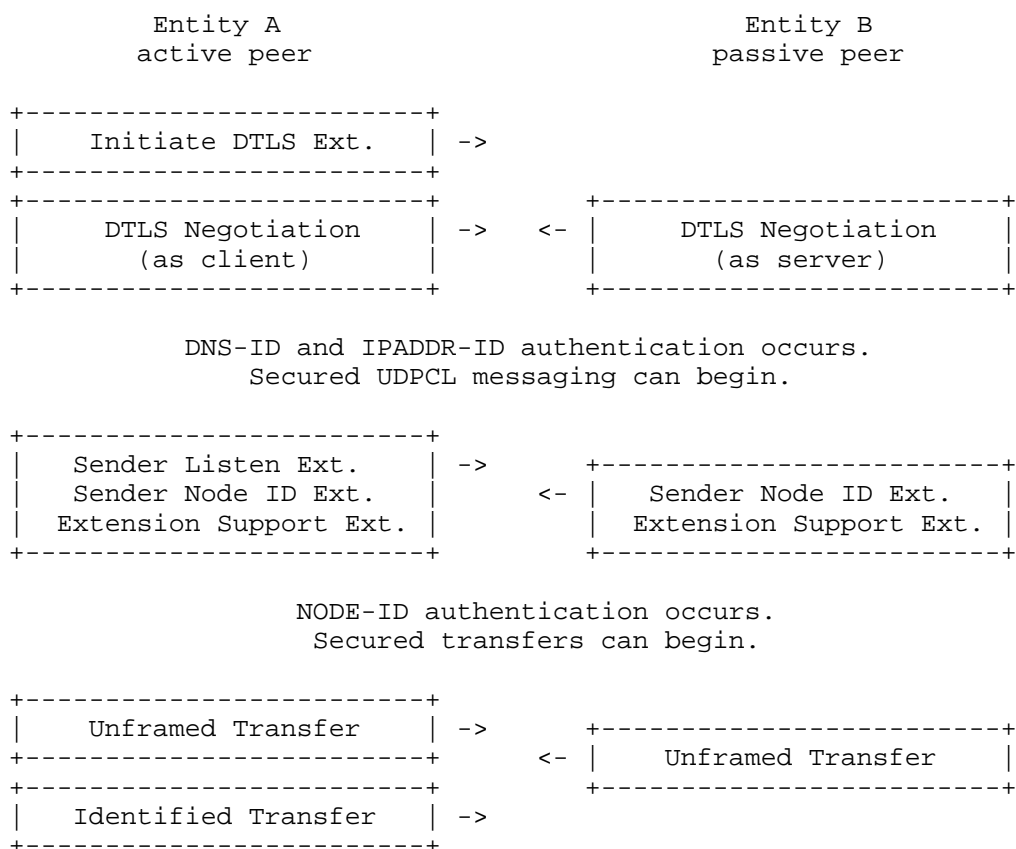 Entity A                             Entity B
        active peer                         passive peer

+-------------------------+
|    Initiate DTLS Ext.   | ->
+-------------------------+
+-------------------------+         +-------------------------+
|     DTLS Negotiation    | ->   <- |     DTLS Negotiation    |
|       (as client)       |         |       (as server)       |
+-------------------------+         +-------------------------+

           DNS-ID and IPADDR-ID authentication occurs.
               Secured UDPCL messaging can begin.

+-------------------------+
|   Sender Listen Ext.    | ->      +-------------------------+
|   Sender Node ID Ext.   |      <- |   Sender Node ID Ext.   |
|  Extension Support Ext. |         |  Extension Support Ext. |
+-------------------------+         +-------------------------+

                  NODE-ID authentication occurs.
                   Secured transfers can begin.

+-------------------------+
|    Unframed Transfer    | ->      +-------------------------+
+-------------------------+      <- |    Unframed Transfer    |
+-------------------------+         +-------------------------+
|   Identified Transfer   | ->
+-------------------------+